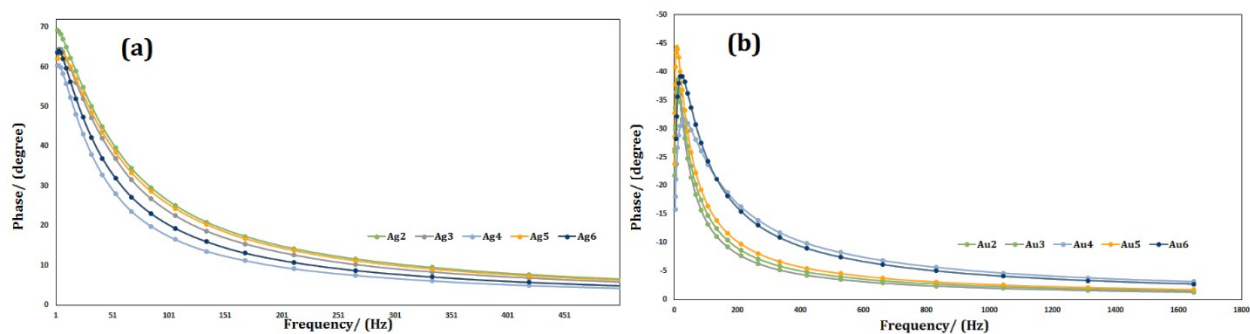 (a)
70
60
50
40
30
20
10
0
Phase/ (degree)
Ag2 Ag3 Ag4 Ag5 Ag6
1 51 101 151 201 251 301 351 401 451
Frequency/ (Hz)
(b)
-50
-45
-40
-35
-30
-25
-20
-15
-10
-5
0
Phase/ [degree)
Au2 Au3 Au4 Au5 Au6
0 200 400 600 800 1000 1200 1400 1600 1800
Frequency/ (Hz)